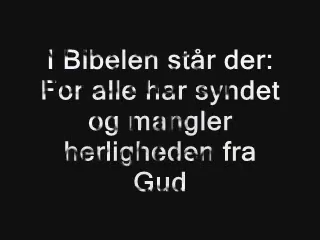 I Bibelen står der:
For alle har syndet
og mangler
herligheden fra
Gud